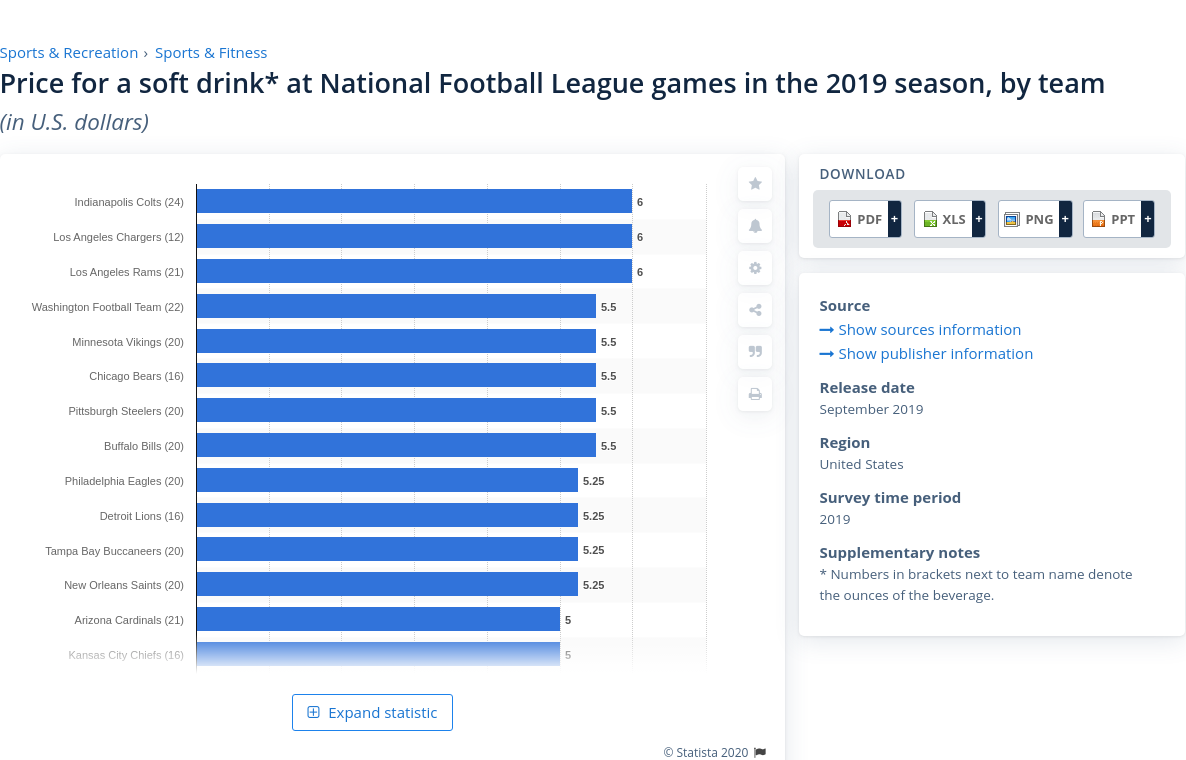 Sports & Recreation › Sports & Fitness
Price for a soft drink* at National Football League games in the 2019 season, by team
(in U.S. dollars)
Indianapolis Colts (24) 6
Los Angeles Chargers (12) 6
Los Angeles Rams (21) 6
Washington Football Team (22) 5.5
Minnesota Vikings (20) 5.5
Chicago Bears (16) 5.5
Pittsburgh Steelers (20) 5.5
Buffalo Bills (20) 5.5
Philadelphia Eagles (20) 5.25
Detroit Lions (16) 5.25
Tampa Bay Buccaneers (20) 5.25
New Orleans Saints (20) 5.25
Arizona Cardinals (21) 5
Kansas City Chiefs (16) 5
Expand statistic
© Statista 2020
DOWNLOAD
PDF + XLS + PNG + PPT +
Source
Show sources information
Show publisher information
Release date
September 2019
Region
United States
Survey time period
2019
Supplementary notes
* Numbers in brackets next to team name denote
the ounces of the beverage.